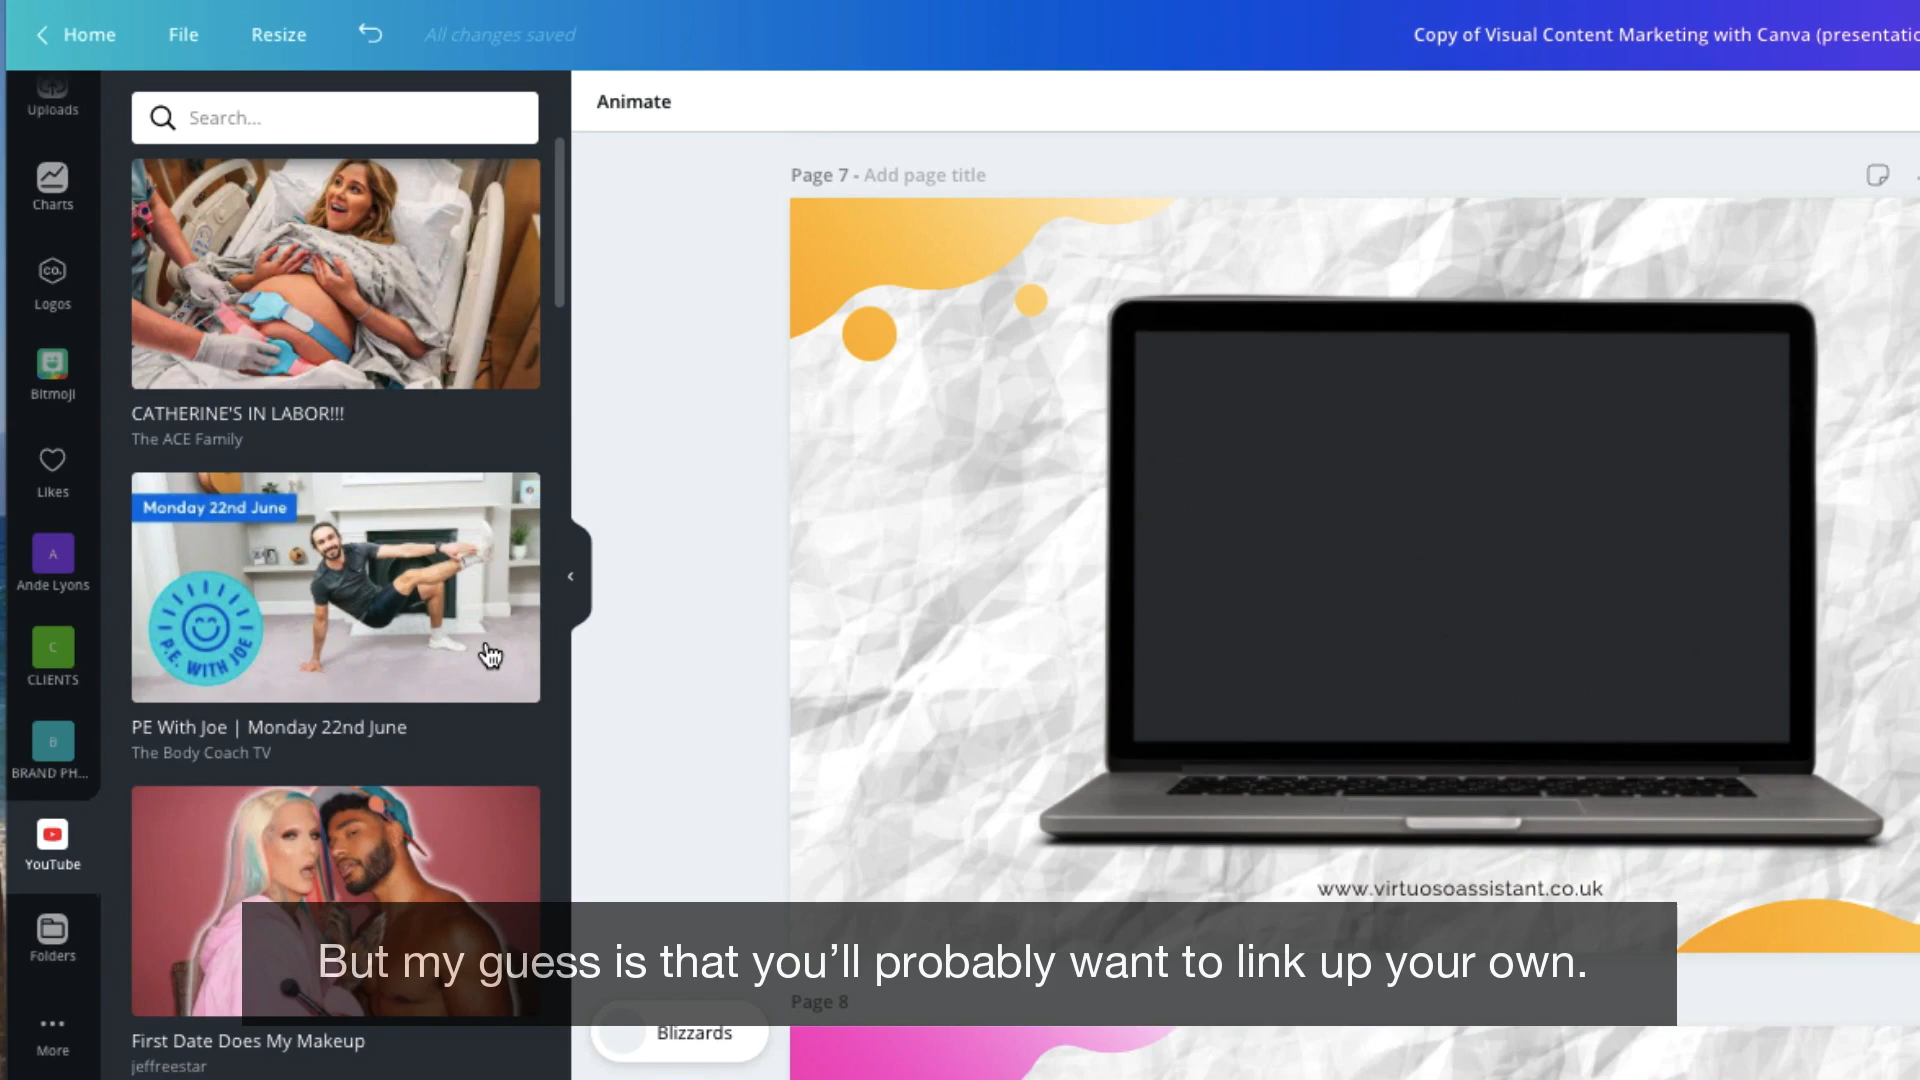 Home
File
Resize
All changes saved
Copy of Visual Content Marketing with Canva (presentatio
Uploads
Charts
CO.
Logos
Bitmoji
Likes
A
Ande Lyons
C
CLIENTS
B
BRAND PH...
YouTube
Folders
More
Search...
CATHERINE'S IN LABOR!!!
The ACE Family
Monday 22nd June
P.E. WITH JOE
PE With Joe | Monday 22nd June
The Body Coach TV
First Date Does My Makeup
jeffreestar
Animate
Page 7 - Add page title
www.virtuosoassistant.co.uk
But my guess is that you’ll probably want to link up your own.
Page 8
Blizzards